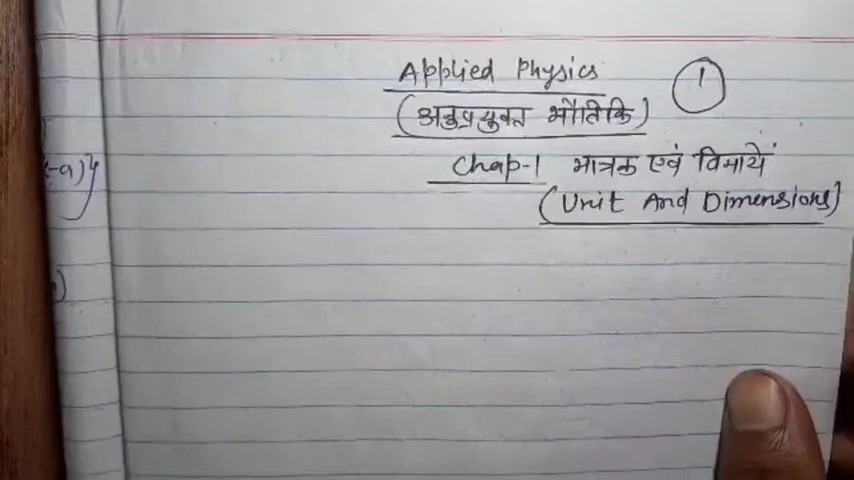 Applied Physics
1
(अनुप्रयुक्त भौतिकि)
Chap-1 मात्रक एवं विमायें
(Unit And Dimensions)
-a)